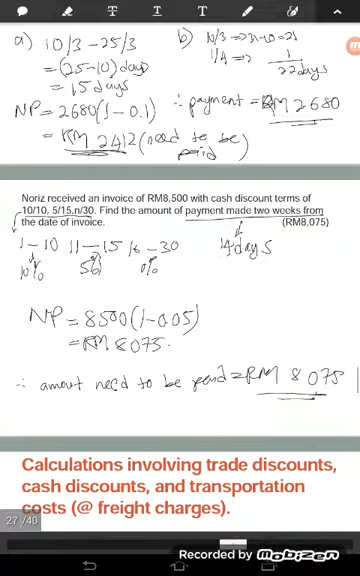 a) 10/3 - 25/3
= (25-10) days
= 15 days
NP = 2680(1-0.1)
= RM 2412 (need to be paid)
b) 10/3 => 31-10 = 21
1/4 => 1
22 days
∴ payment = RM 2680
Noriz received an invoice of RM8,500 with cash discount terms of
10/10, 5/15,n/30. Find the amount of payment made two weeks from
the date of invoice. (RM8,075)
1-10 11-15 16-30 14 days
10% 5% 0%
NP = 8500(1-0.05)
= RM 8075.
∴ amount need to be paid = RM 8075
Calculations involving trade discounts,
cash discounts, and transportation
costs (@ freight charges).
27 /40
Recorded by mobizen